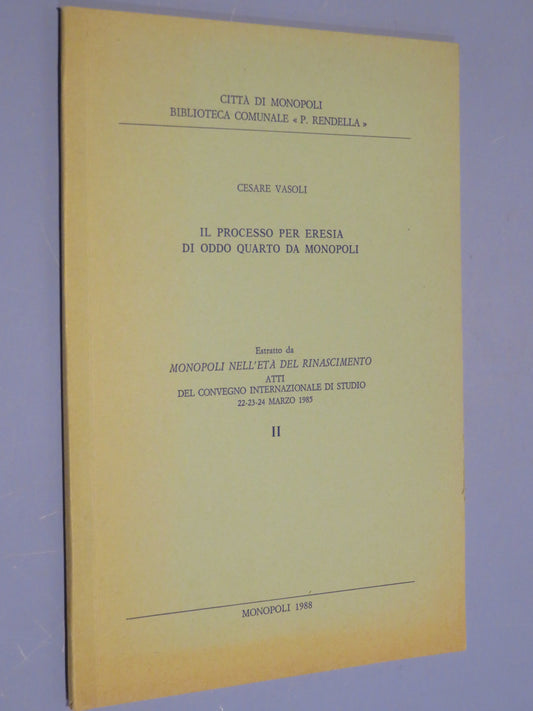 CITTÀ DI MONOPOLI
BIBLIOTECA COMUNALE « P. RENDELLA »
CESARE VASOLI
IL PROCESSO PER ERESIA
DI ODDO QUARTO DA MONOPOLI
Estratto da
MONOPOLI NELL'ETÀ DEL RINASCIMENTO
ATTI
DEL CONVEGNO INTERNAZIONALE DI STUDIO
22-23-24 MARZO 1985
II
MONOPOLI 1988